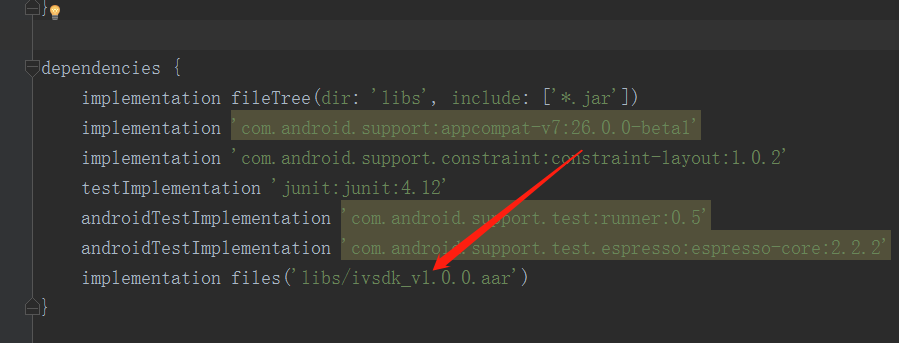 }
dependencies {
implementation fileTree(dir: 'libs', include: ['*.jar'])
implementation 'com.android.support:appcompat-v7:26.0.0-beta1'
implementation 'com.android.support.constraint:constraint-layout:1.0.2'
testImplementation 'junit:junit:4.12'
androidTestImplementation 'com.android.support.test:runner:0.5'
androidTestImplementation 'com.android.support.test.espresso:espresso-core:2.2.2'
implementation files('libs/ivsdk_v1.0.0.aar')
}